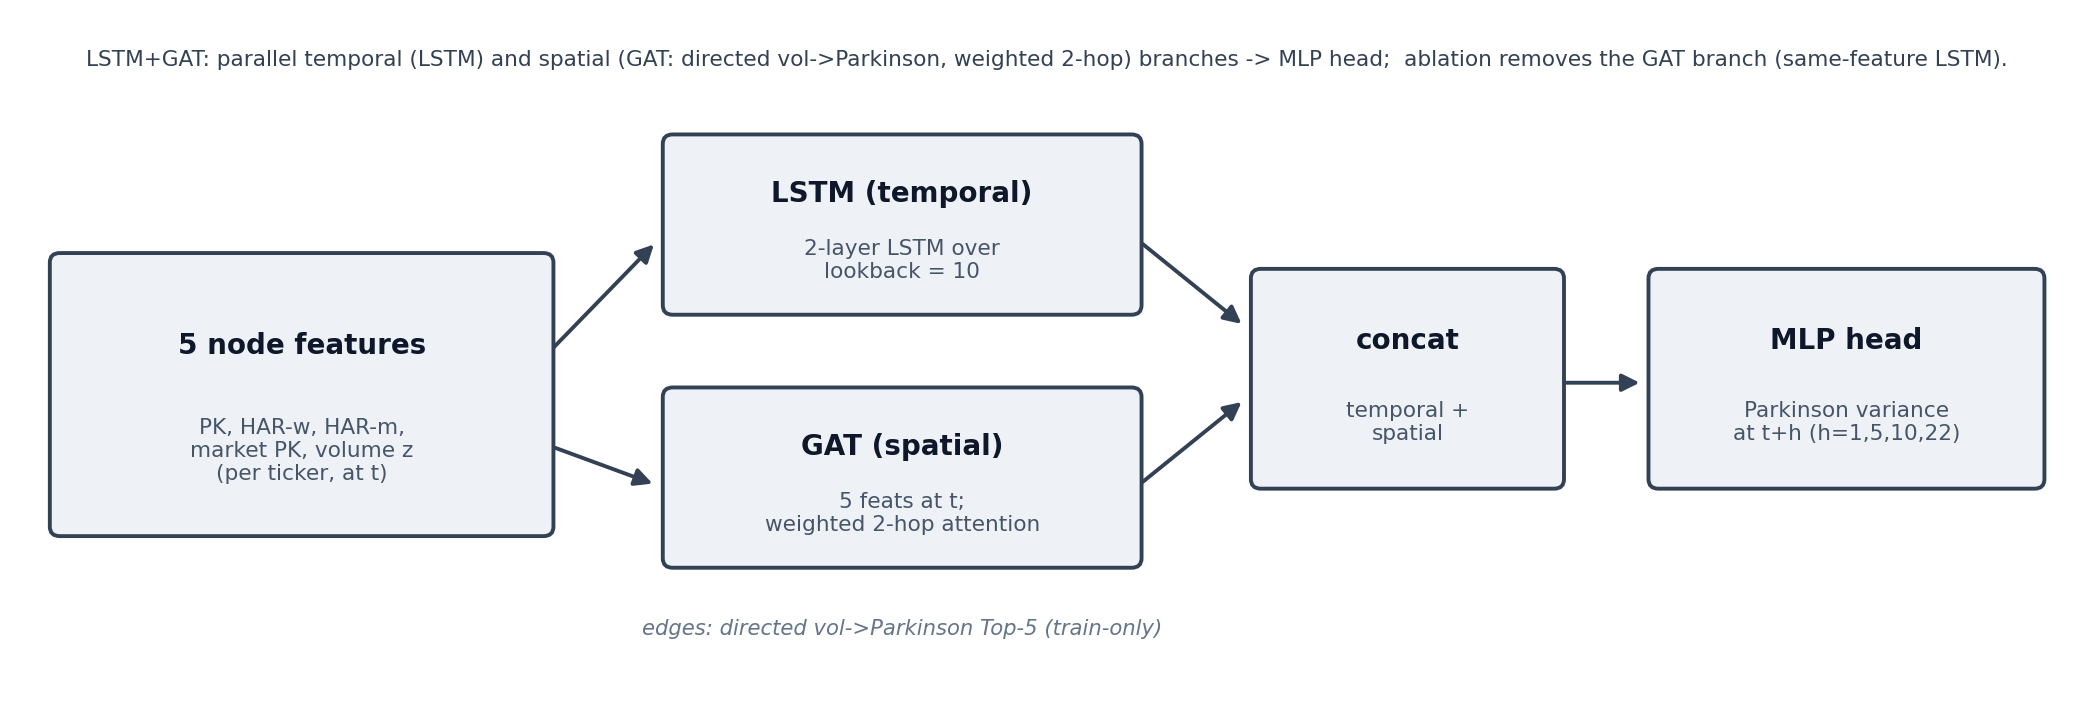 LSTM+GAT: parallel temporal (LSTM) and spatial (GAT: directed vol->Parkinson, weighted 2-hop) branches -> MLP head;  ablation removes the GAT branch (same-feature LSTM).
5 node features
PK, HAR-w, HAR-m,
market PK, volume z
(per ticker, at t)
LSTM (temporal)
2-layer LSTM over
lookback = 10
GAT (spatial)
5 feats at t;
weighted 2-hop attention
edges: directed vol->Parkinson Top-5 (train-only)
concat
temporal +
spatial
MLP head
Parkinson variance
at t+h (h=1,5,10,22)